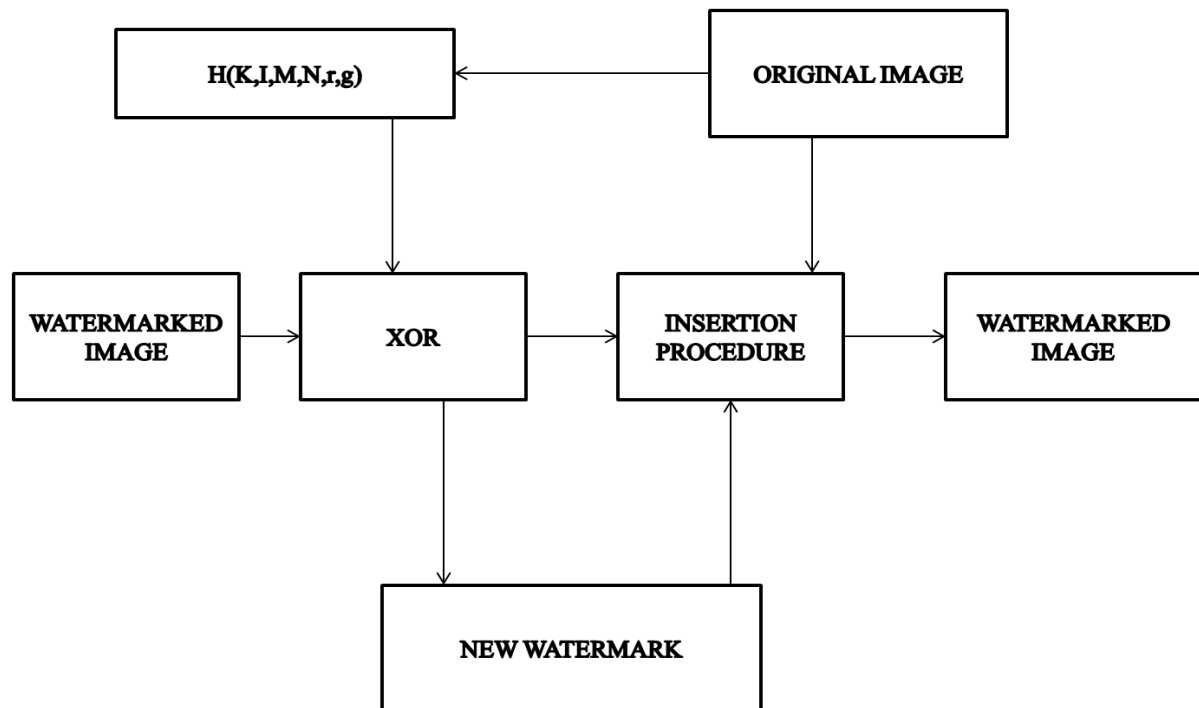 H(K,I,M,N,r,g)
ORIGINAL IMAGE
WATERMARKED
IMAGE
XOR
INSERTION
PROCEDURE
WATERMARKED
IMAGE
NEW WATERMARK